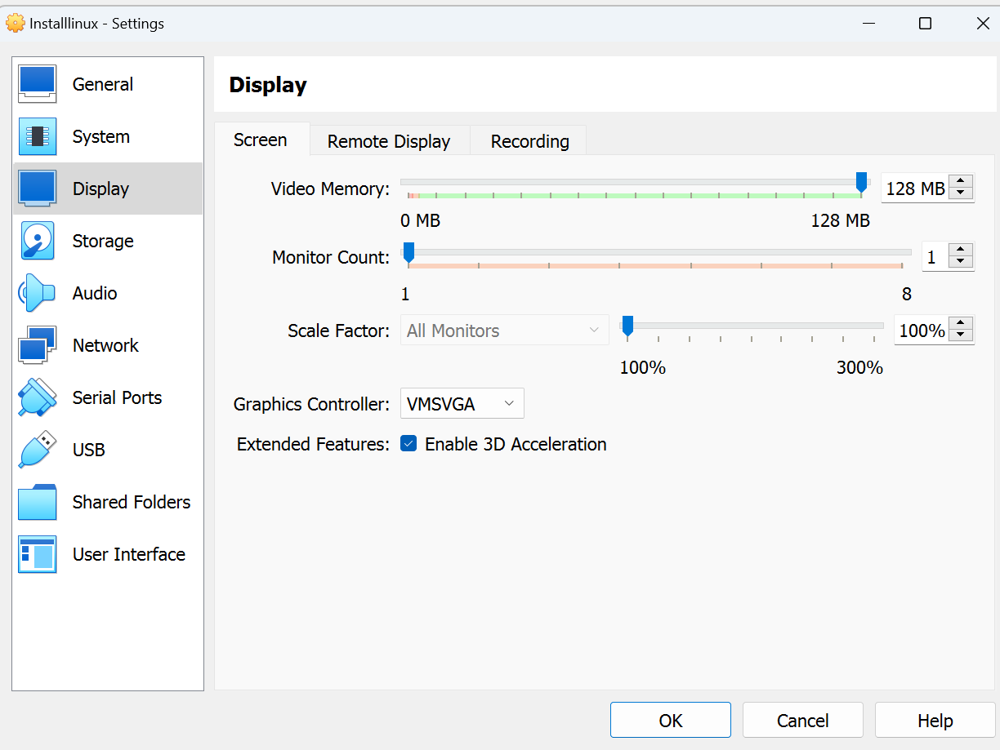 Installlinux - Settings
General
System
Display
Storage
Audio
Network
Serial Ports
USB
Shared Folders
User Interface
Display
Screen
Remote Display
Recording
Video Memory:
128 MB
0 MB
128 MB
Monitor Count:
1
1
8
Scale Factor:
All Monitors
100%
100%
300%
Graphics Controller:
VMSVGA
Extended Features:
Enable 3D Acceleration
OK
Cancel
Help